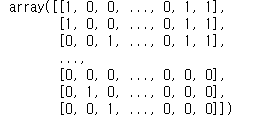 array([[1, 0, 0, ..., 0, 1, 1],
[1, 0, 0, ..., 0, 1, 1],
[0, 0, 1, ..., 0, 1, 1],
...,
[0, 0, 0, ..., 0, 0, 0],
[0, 1, 0, ..., 0, 0, 0],
[0, 0, 1, ..., 0, 0, 0]])